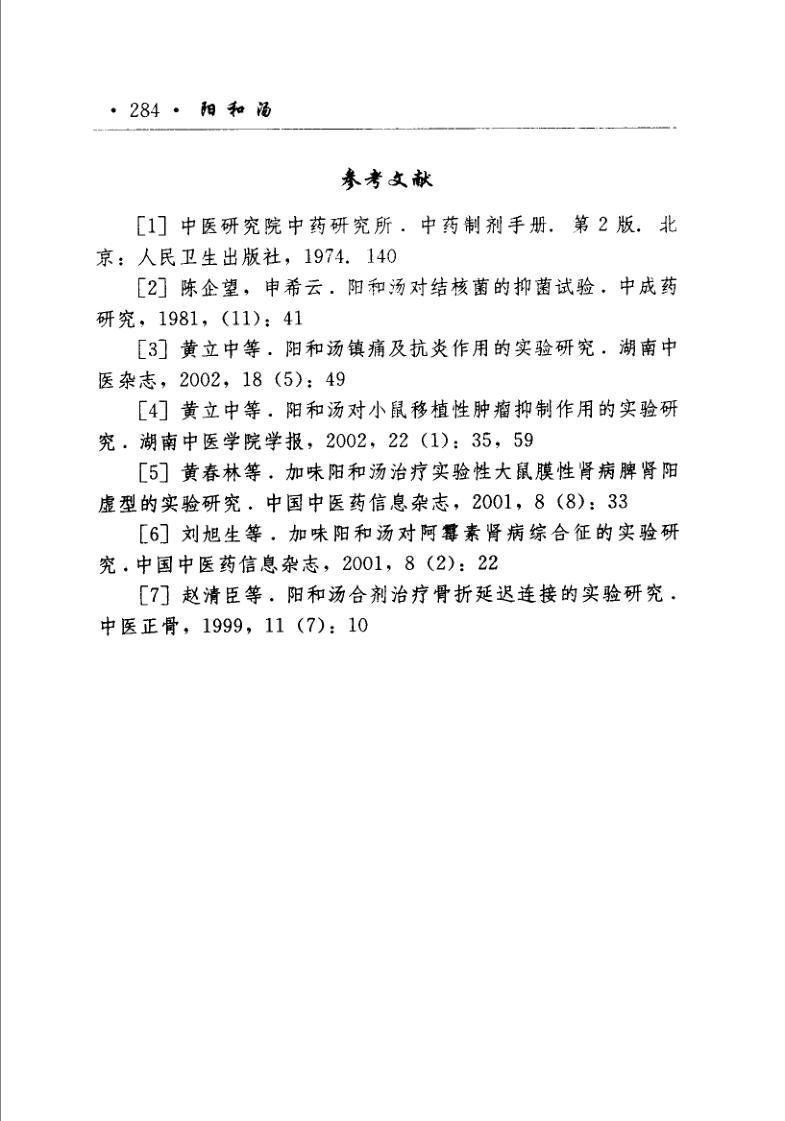 · 284 · 阳和汤
参考文献
［1］中医研究院中药研究所．中药制剂手册．第 2 版．北
京：人民卫生出版社，1974．140
［2］陈企望，申希云．阳和汤对结核菌的抑菌试验．中成药
研究，1981，(11)：41
［3］黄立中等．阳和汤镇痛及抗炎作用的实验研究．湖南中
医杂志，2002，18（5）：49
［4］黄立中等．阳和汤对小鼠移植性肿瘤抑制作用的实验研
究．湖南中医学院学报，2002，22（1）：35，59
［5］黄春林等．加味阳和汤治疗实验性大鼠膜性肾病脾肾阳
虚型的实验研究．中国中医药信息杂志，2001，8（8）：33
［6］刘旭生等．加味阳和汤对阿霉素肾病综合征的实验研
究．中国中医药信息杂志，2001，8（2）：22
［7］赵清臣等．阳和汤合剂治疗骨折延迟连接的实验研究．
中医正骨，1999，11（7）：10